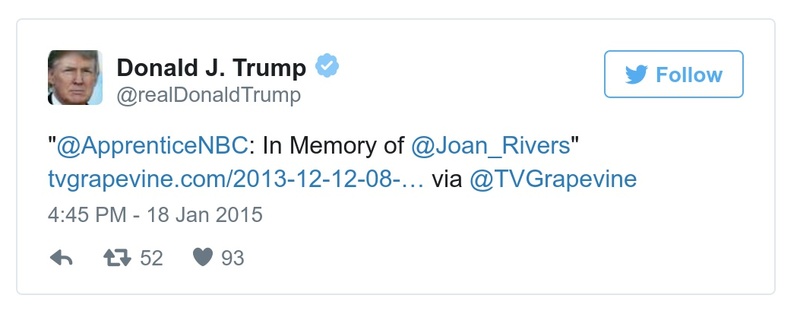 Donald J. Trump
@realDonaldTrump
Follow
"@ApprenticeNBC: In Memory of @Joan_Rivers"
tvgrapevine.com/2013-12-12-08-… via @TVGrapevine
4:45 PM - 18 Jan 2015
52 93